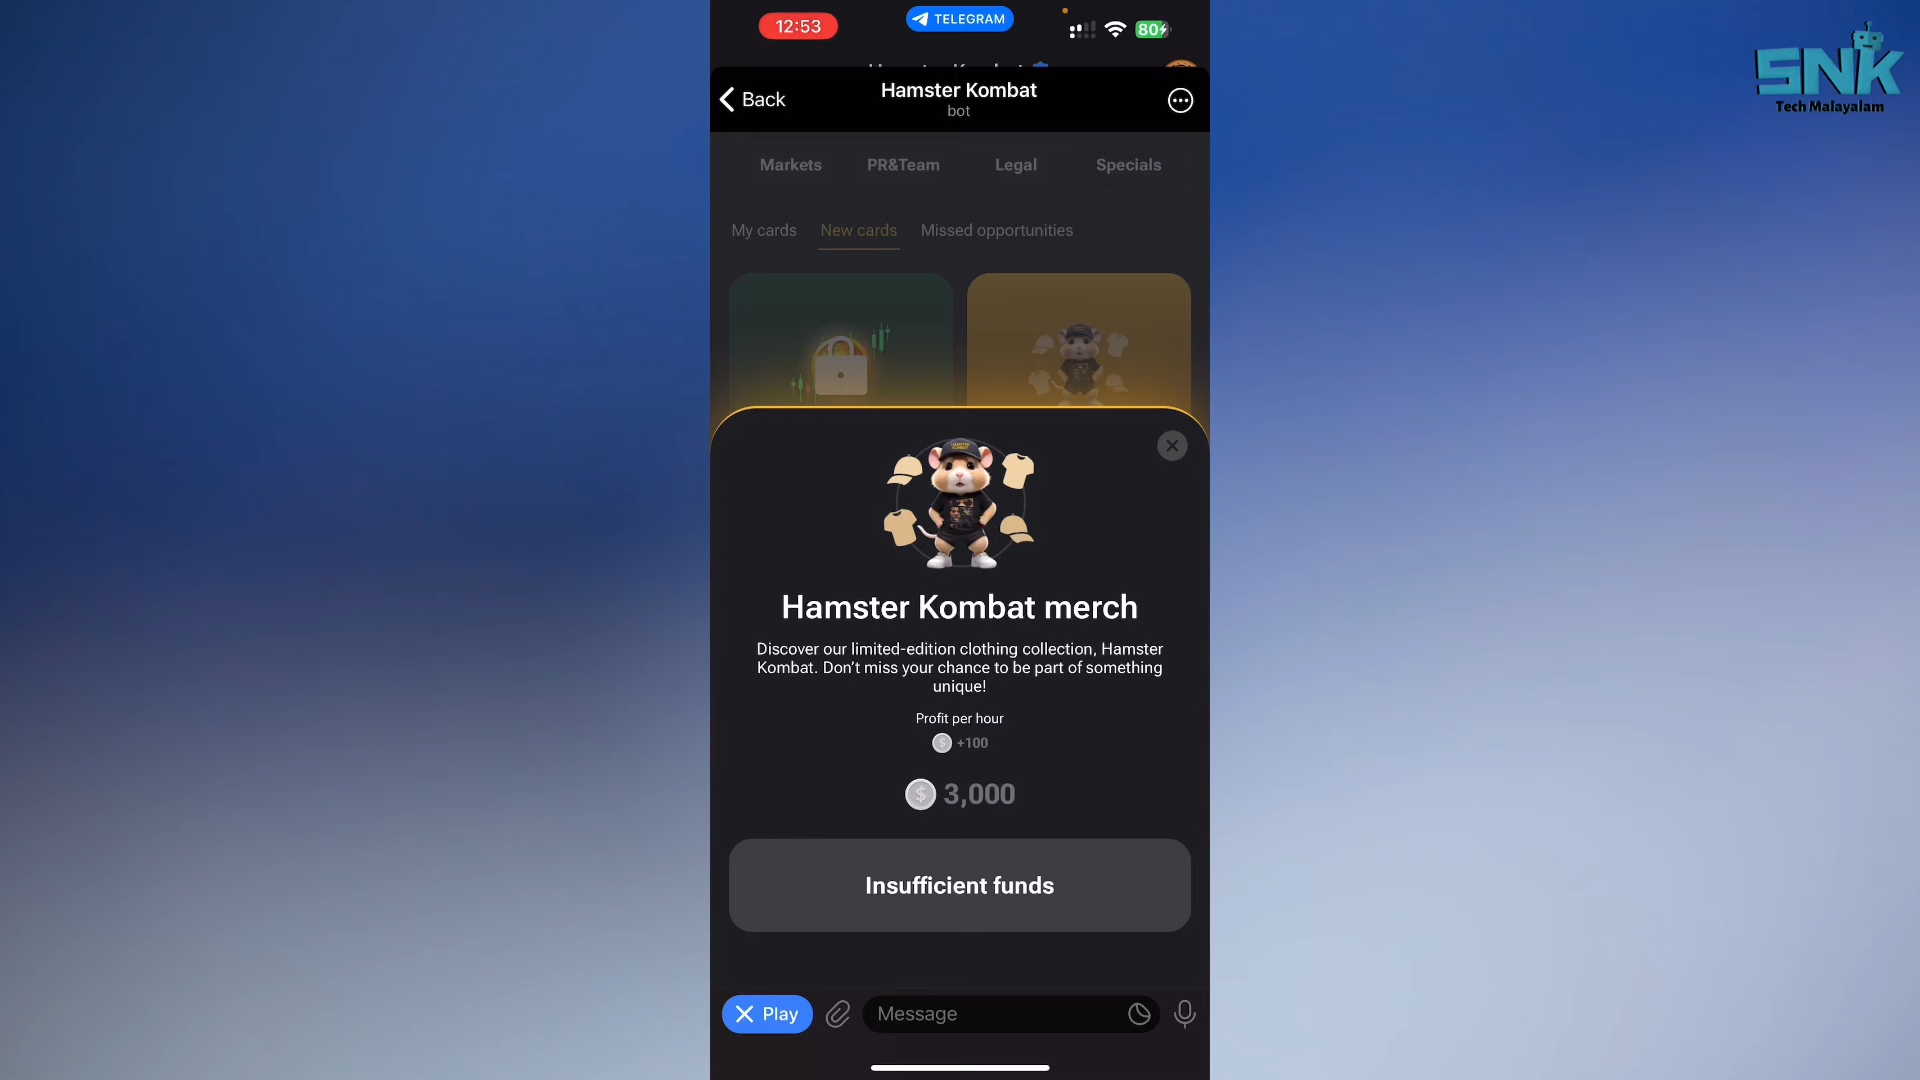 12:53
TELEGRAM
80
SNK
Tech Malayalam
Back
Hamster Kombat
bot
Markets
PR&Team
Legal
Specials
My cards
New cards
Missed opportunities
Hamster Kombat merch
Discover our limited-edition clothing collection, Hamster
Kombat. Don’t miss your chance to be part of something
unique!
Profit per hour
$ +100
$ 3,000
Insufficient funds
Play
Message